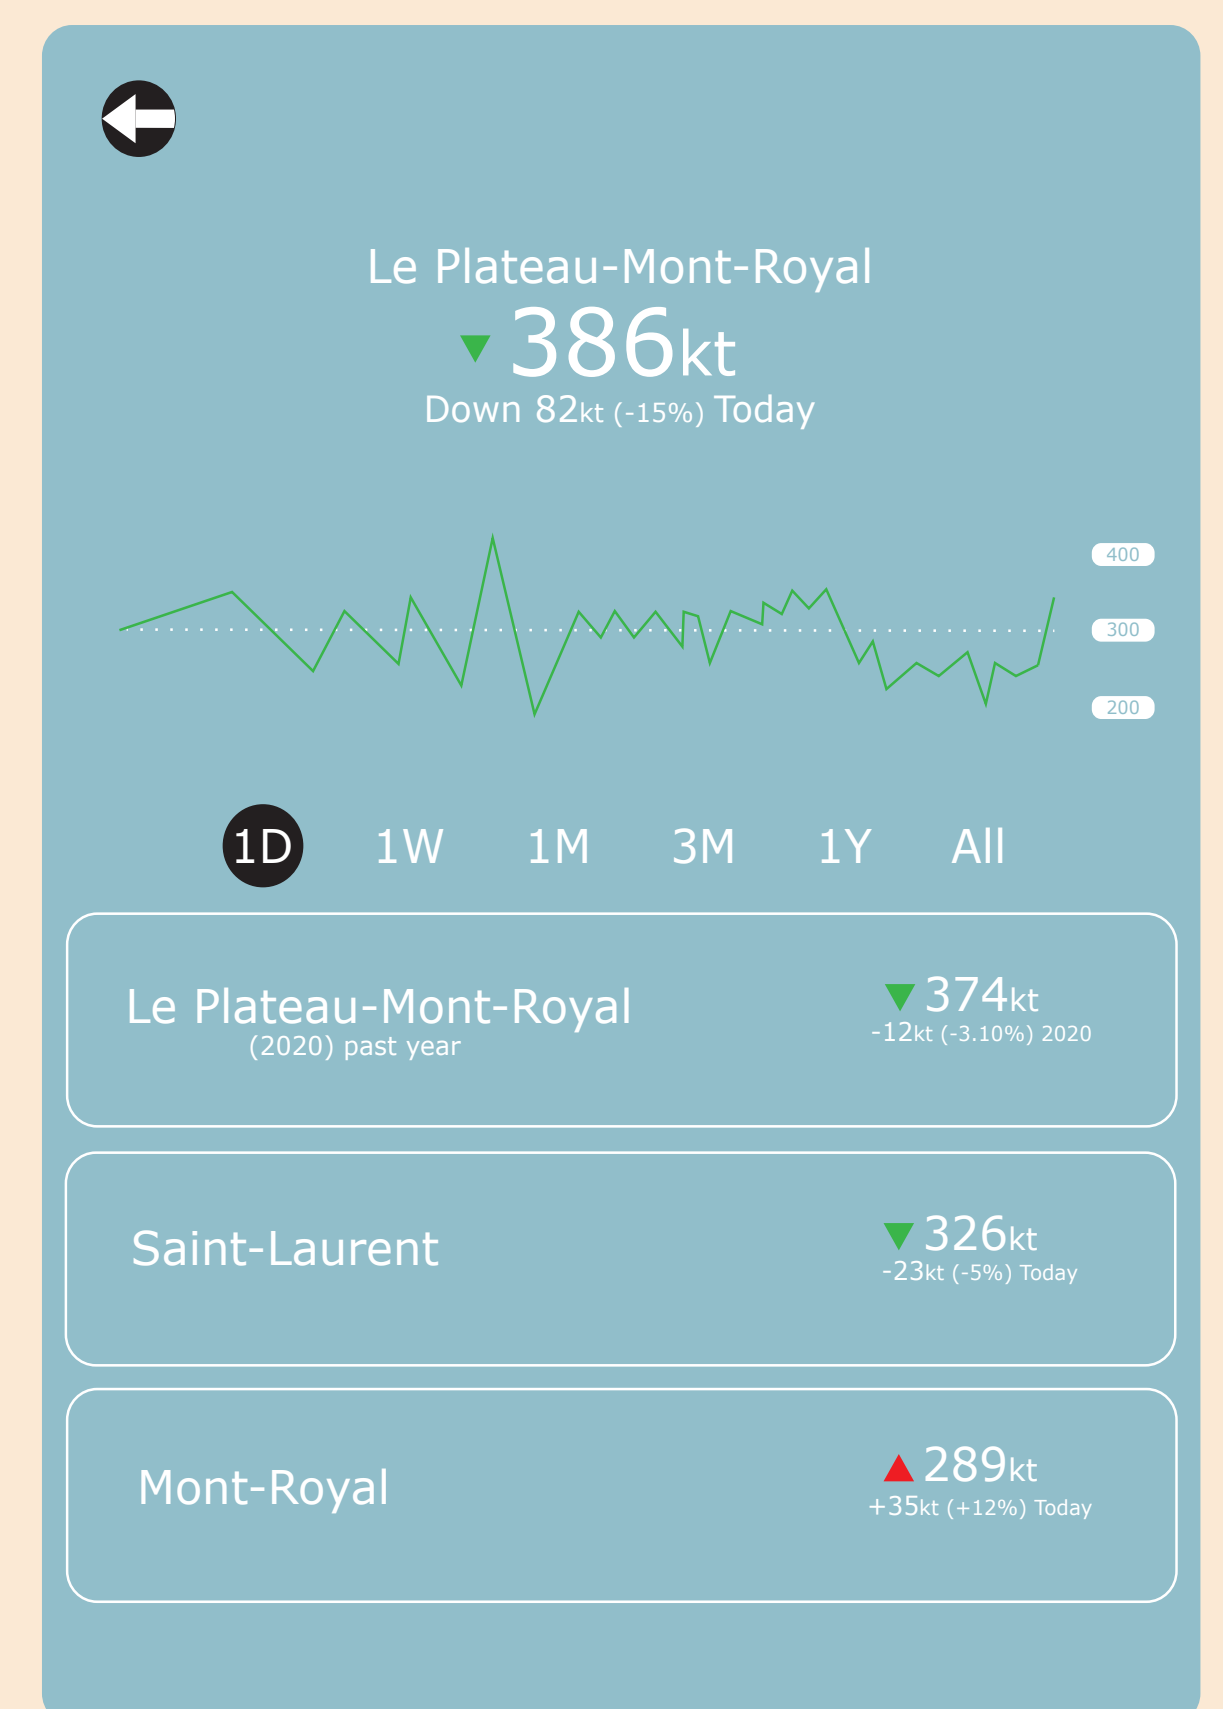 Le Plateau-Mont-Royal
386kt
Down 82kt (-15%) Today
400
300
200
1D 1W 1M 3M 1Y All
Le Plateau-Mont-Royal
(2020) past year
374kt
-12kt (-3.10%) 2020
Saint-Laurent
326kt
-23kt (-5%) Today
Mont-Royal
289kt
+35kt (+12%) Today